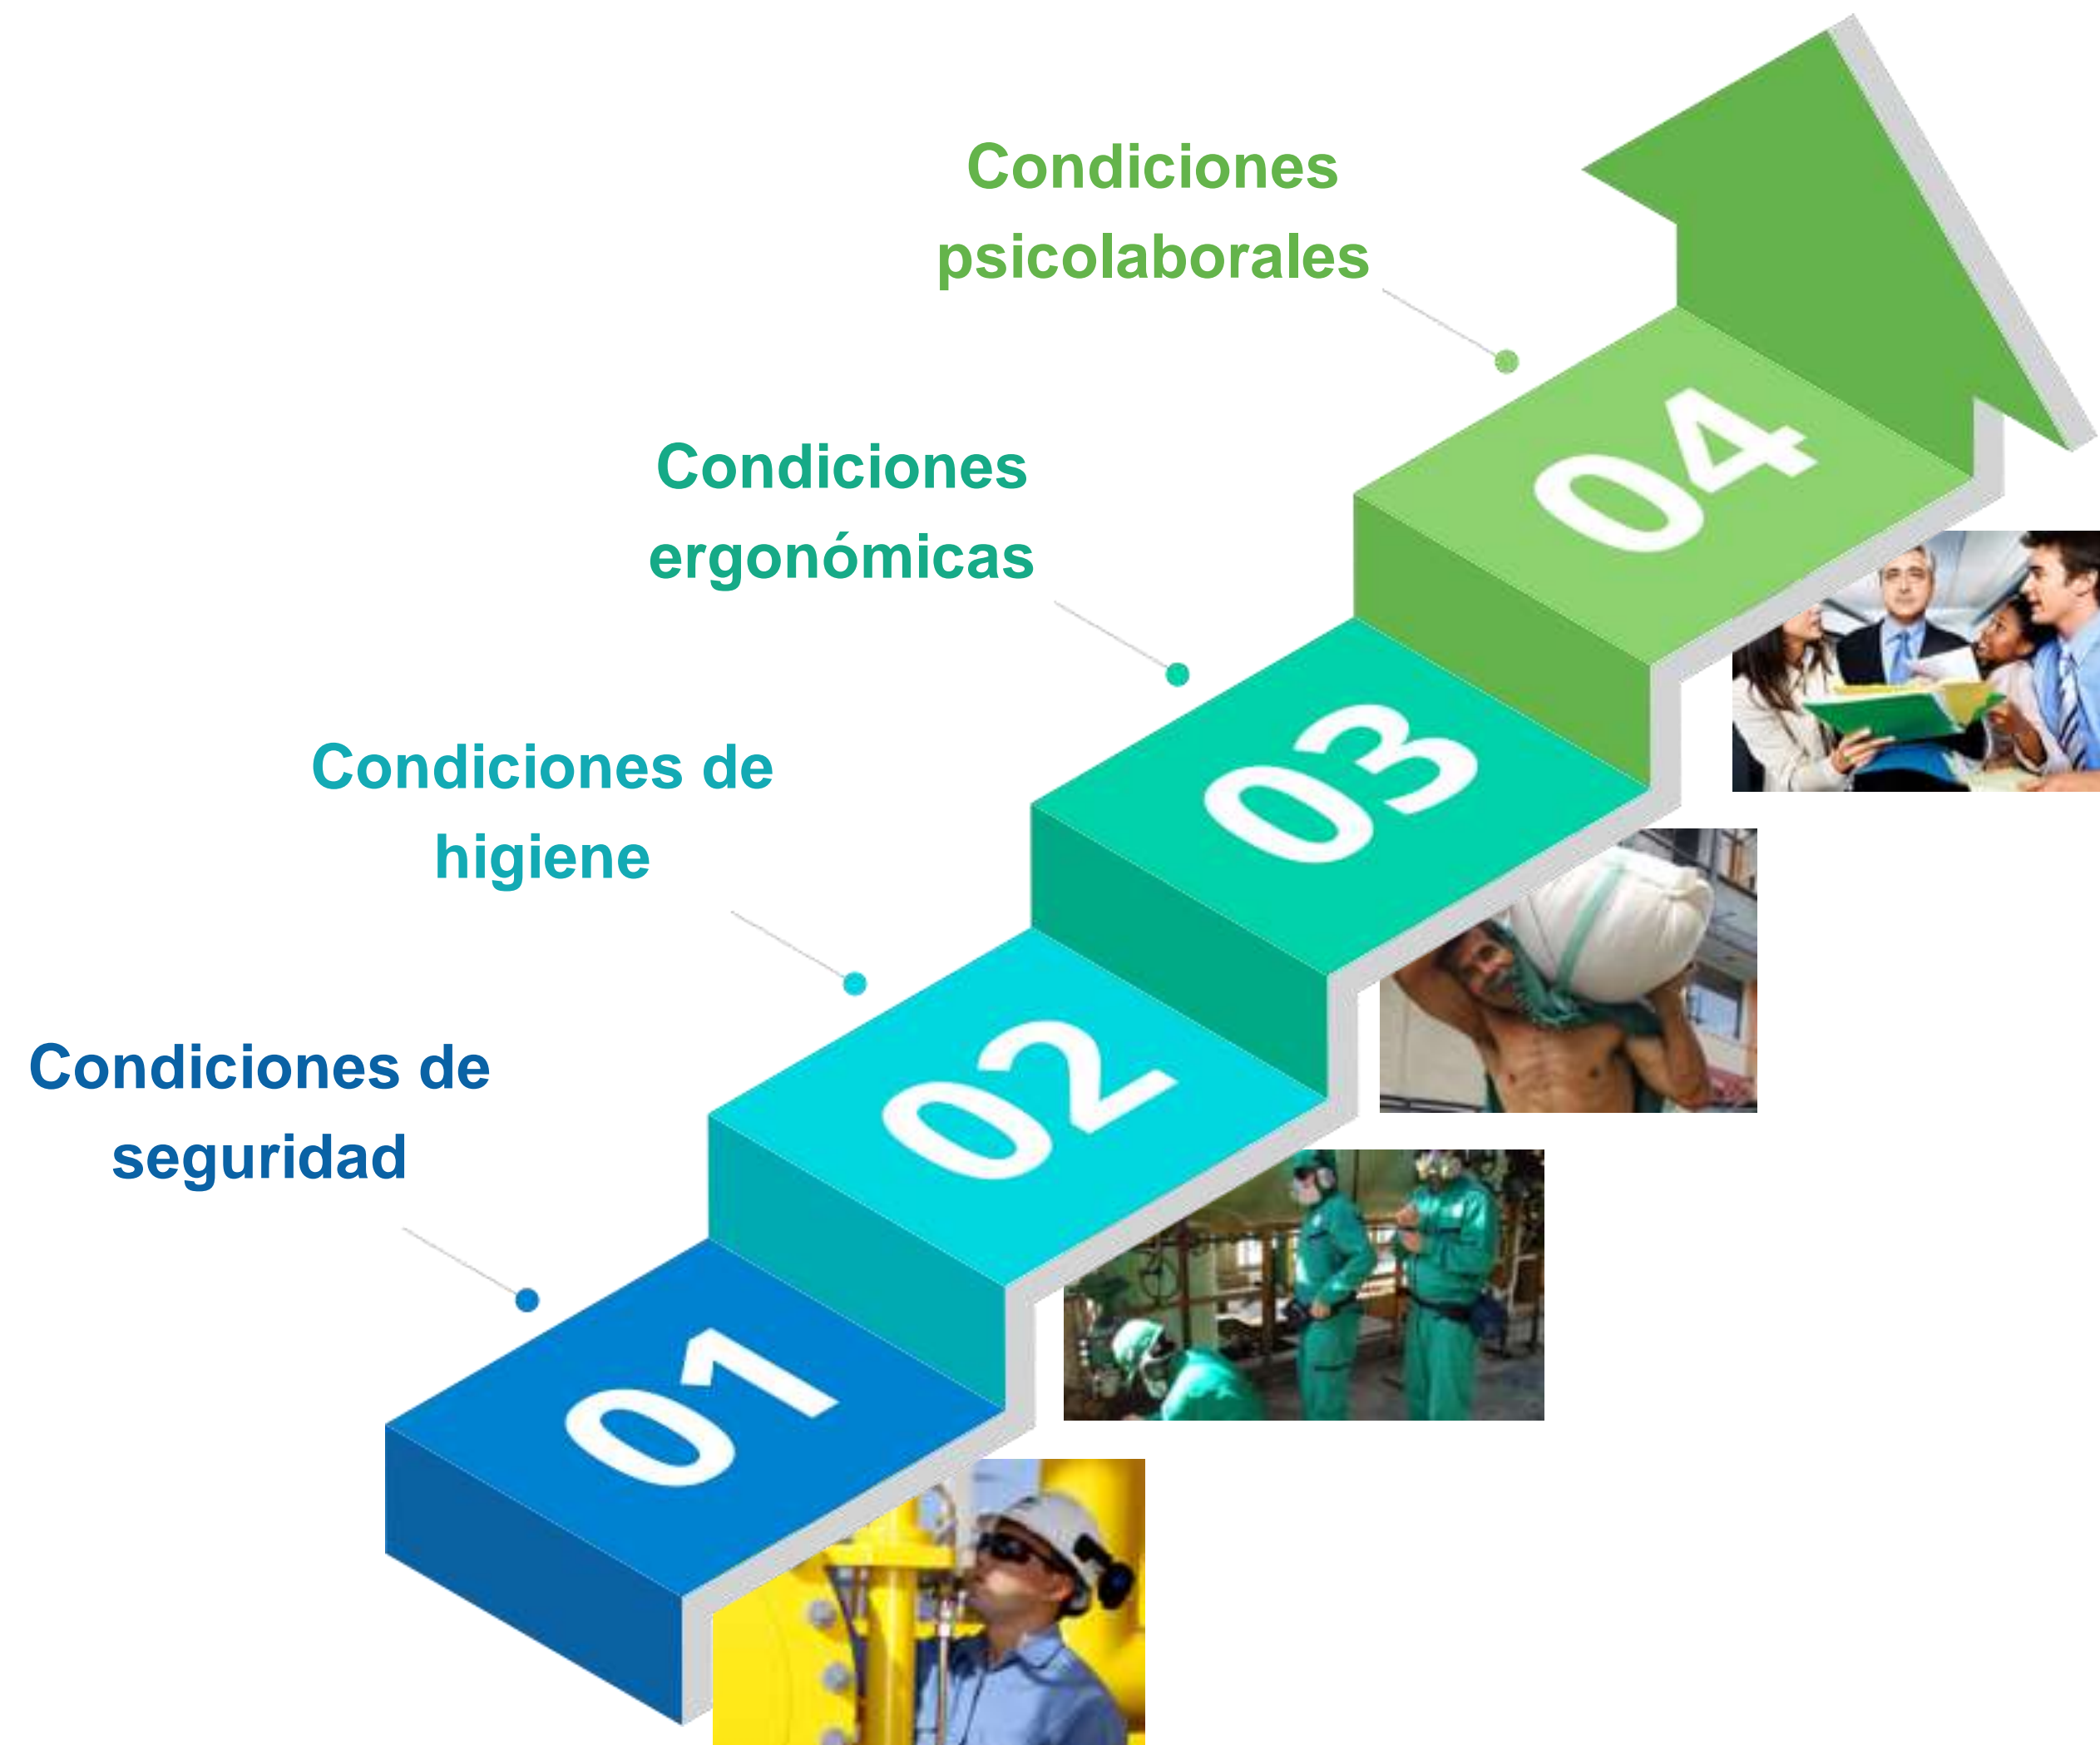 Condiciones
psicolaborales
04
Condiciones
ergonómicas
03
Condiciones de
higiene
02
Condiciones de
seguridad
01